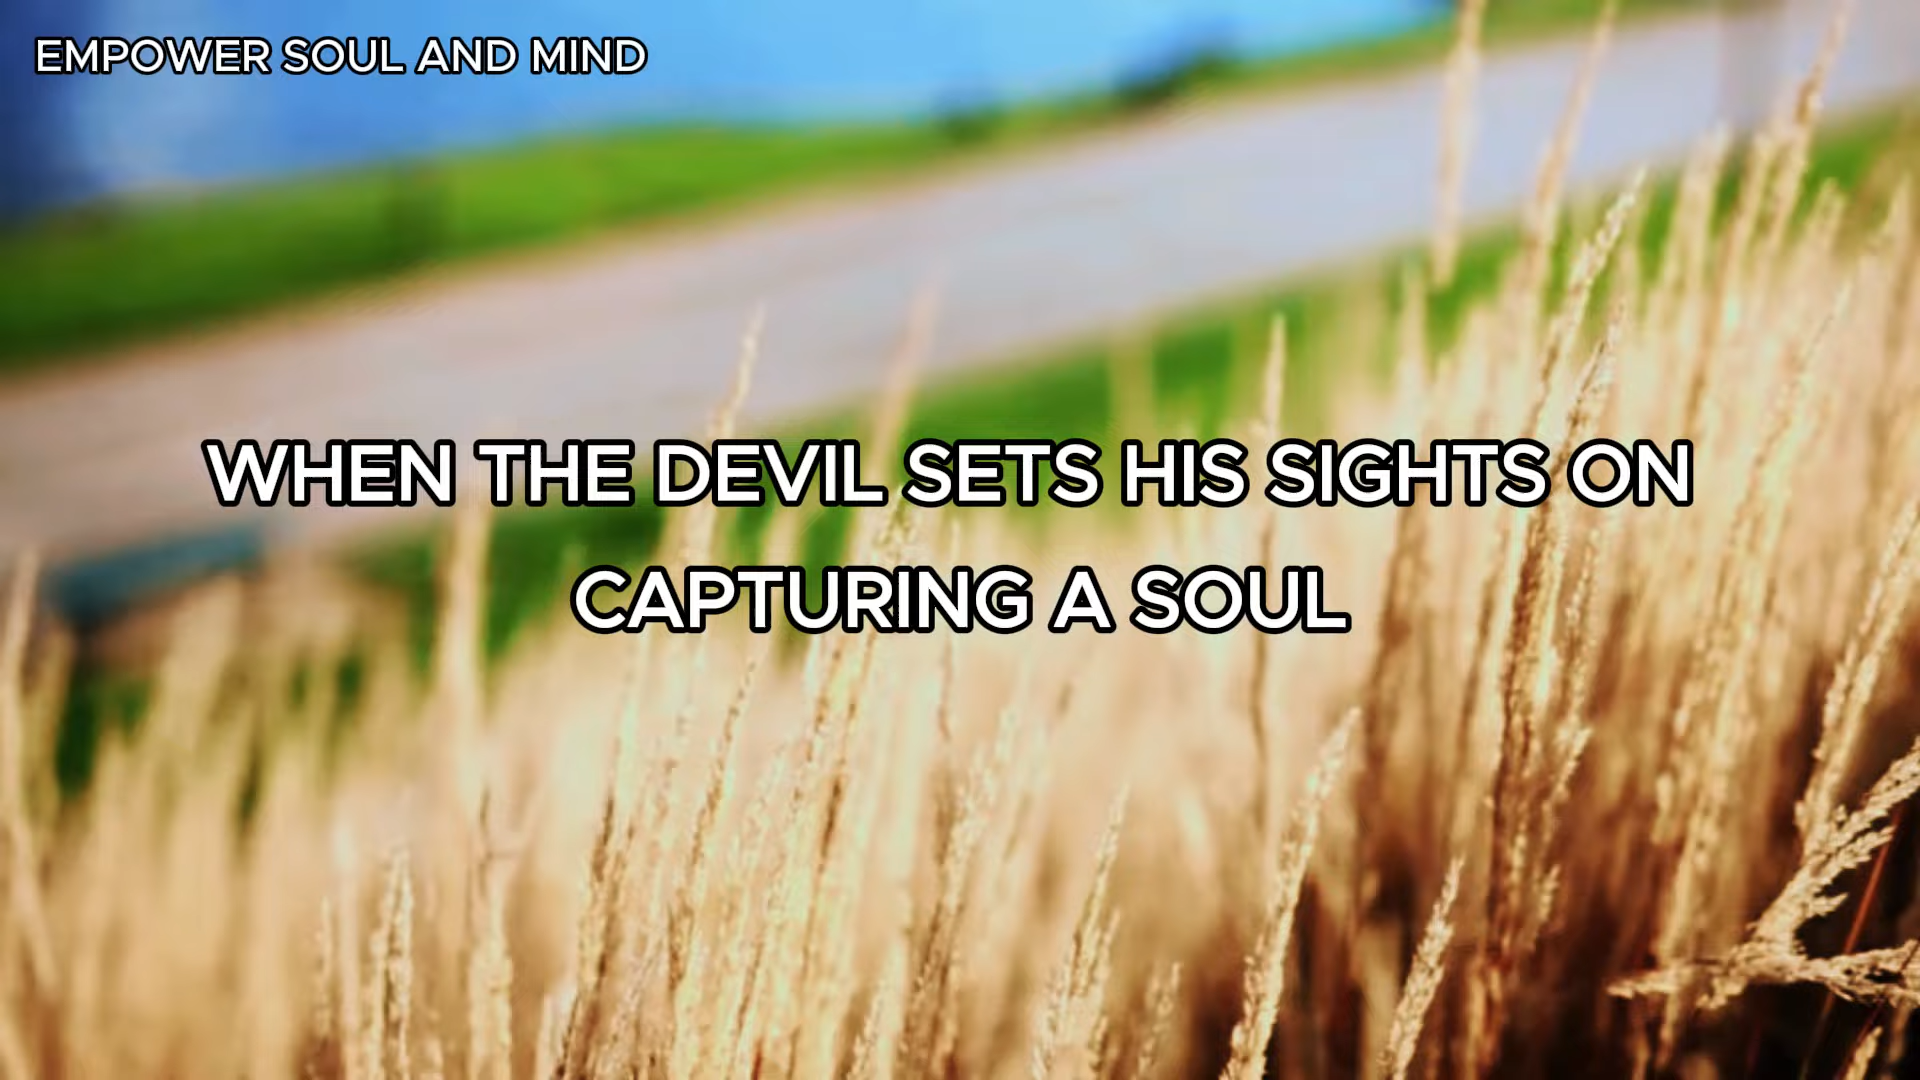 EMPOWER SOUL AND MIND
WHEN THE DEVIL SETS HIS SIGHTS ON
CAPTURING A SOUL